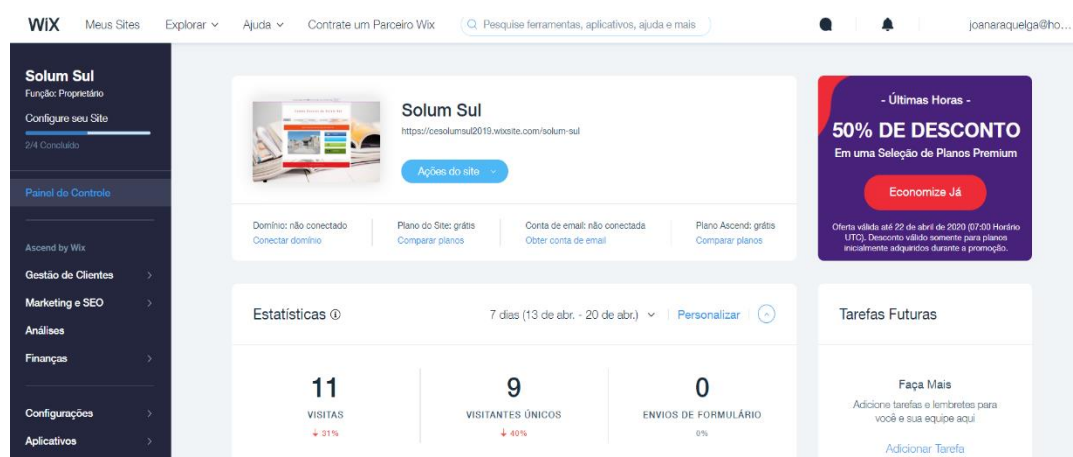 WiX Meus Sites Explorar Ajuda Contrate um Parceiro Wix Pesquise ferramentas, aplicativos, ajuda e mais joanaraquelga@ho...
Solum Sul
Função: Proprietário
Configure seu Site
2/4 Concluído
Painel de Controle
Ascend by Wix
Gestão de Clientes
Marketing e SEO
Análises
Finanças
Configurações
Aplicativos
Solum Sul
https://cesolumsul2019.wixsite.com/solum-sul
Ações do site
Domínio: não conectado
Conectar domínio
Plano do Site: grátis
Comparar planos
Conta de email: não conectada
Obter conta de email
Plano Ascend: grátis
Comparar planos
- Últimas Horas -
50% DE DESCONTO
Em uma Seleção de Planos Premium
Economize Já
Oferta válida até 22 de abril de 2020 (07:00 Horário
UTC). Desconto válido somente para planos
inicialmente adquiridos durante a promoção.
Estatísticas
7 dias (13 de abr. - 20 de abr.)
Personalizar
11
VISITAS
31%
9
VISITANTES ÚNICOS
40%
0
ENVIOS DE FORMULÁRIO
0%
Tarefas Futuras
Faça Mais
Adicione tarefas e lembretes para
você e sua equipe aqui
Adicionar Tarefa